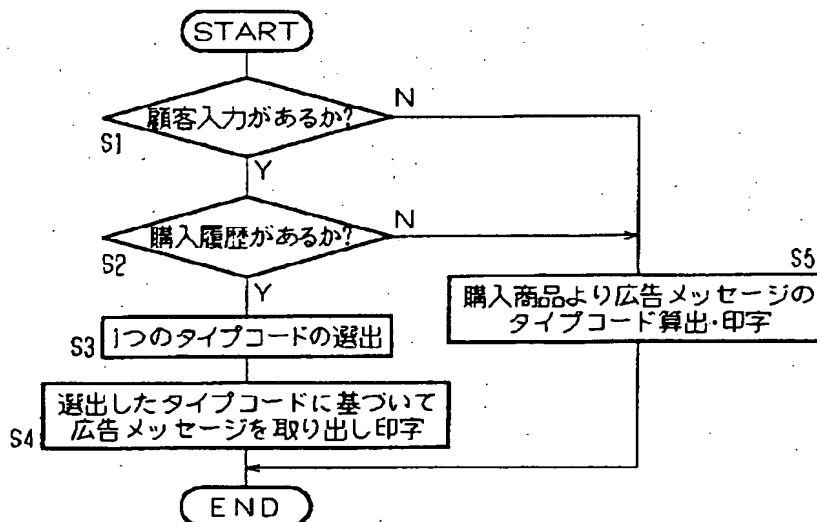 START
顧客入力があるか?
N
S1
Y
購入履歴があるか?
N
S2
Y
S5
購入商品より広告メッセージの
タイプコード算出・印字
S3
1つのタイプコードの選出
選出したタイプコードに基づいて
広告メッセージを取り出し印字
S4
END